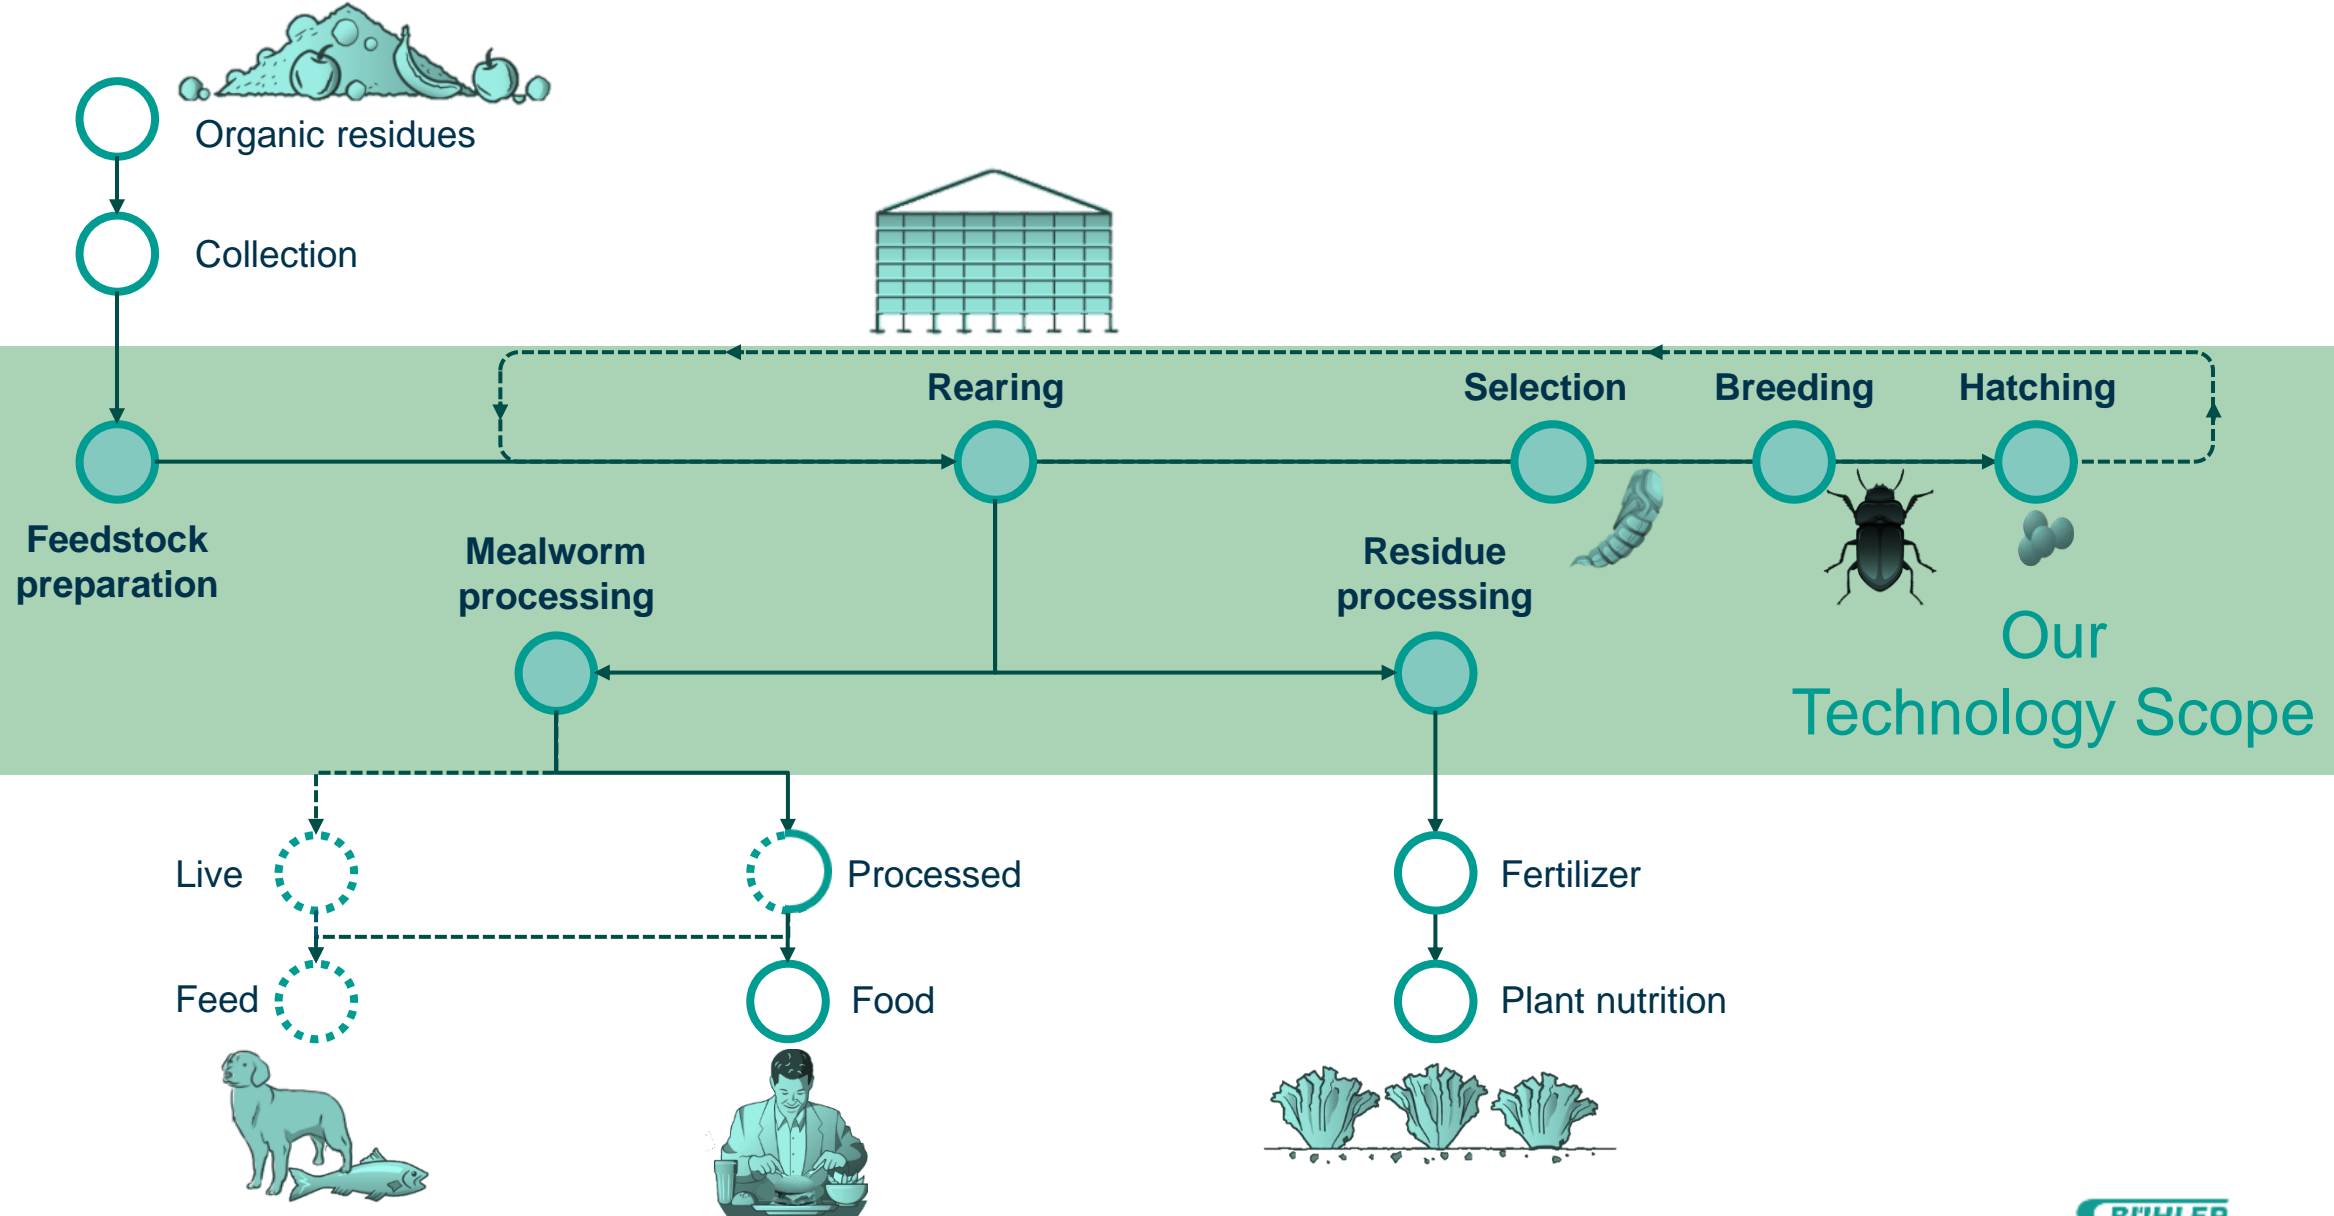 Organic residues
Collection
Rearing
Selection
Breeding
Hatching
Feedstock
preparation
Mealworm
processing
Residue
processing
Our
Technology Scope
Live
Processed
Fertilizer
Feed
Food
Plant nutrition